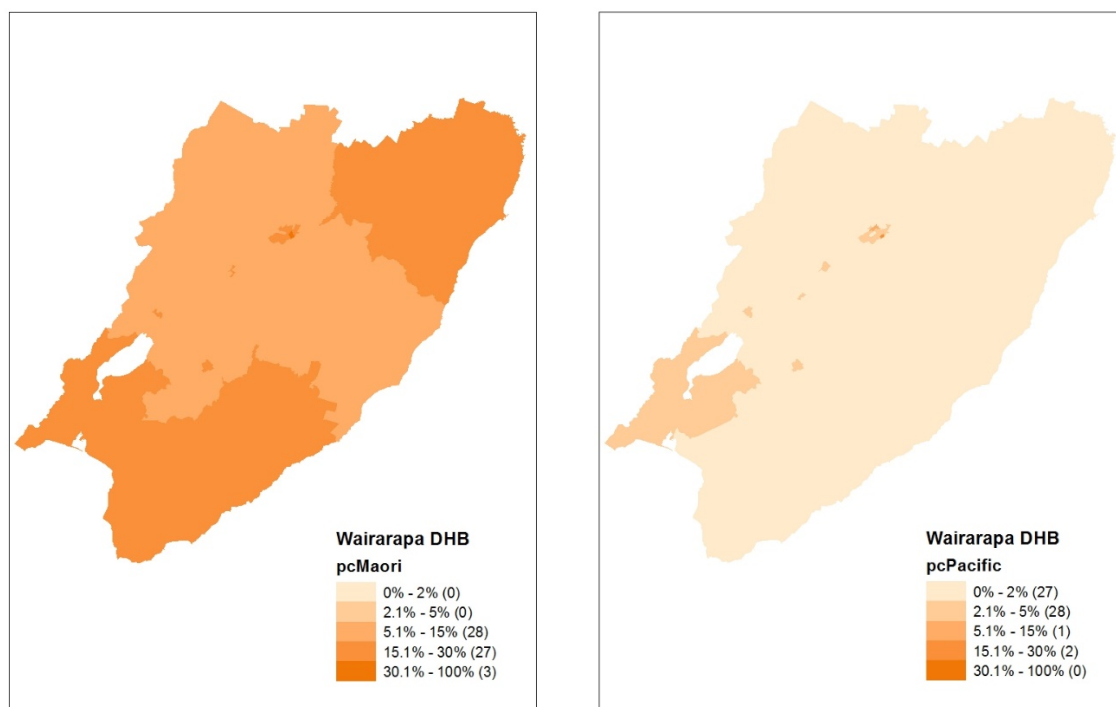 Wairarapa DHB
pcMaori
0% - 2% (0)
2.1% - 5% (0)
5.1% - 15% (28)
15.1% - 30% (27)
30.1% - 100% (3)
Wairarapa DHB
pcPacific
0% - 2% (27)
2.1% - 5% (28)
5.1% - 15% (1)
15.1% - 30% (2)
30.1% - 100% (0)